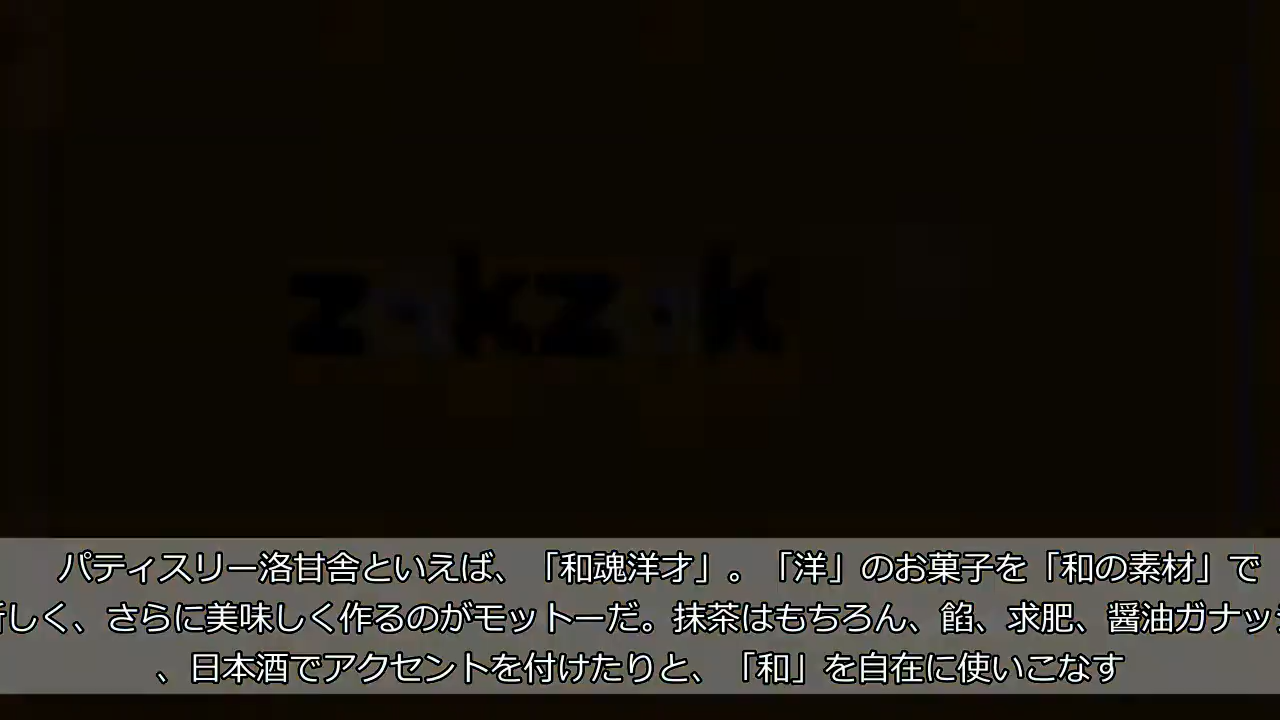 zakzak
パティスリー洛甘舎といえば、「和魂洋才」。「洋」のお菓子を「和の素材」で
新しく、さらに美味しく作るのがモットーだ。抹茶はもちろん、餡、求肥、醤油ガナッシ
、日本酒でアクセントを付けたりと、「和」を自在に使いこなす